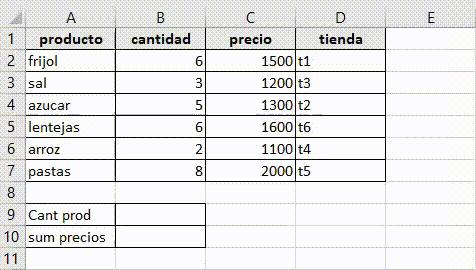 A B C D E
1 producto cantidad precio tienda
2 frijol 6 1500 t1
3 sal 3 1200 t3
4 azucar 5 1300 t2
5 lentejas 6 1600 t6
6 arroz 2 1100 t4
7 pastas 8 2000 t5
8
9 Cant prod
10 sum precios
11